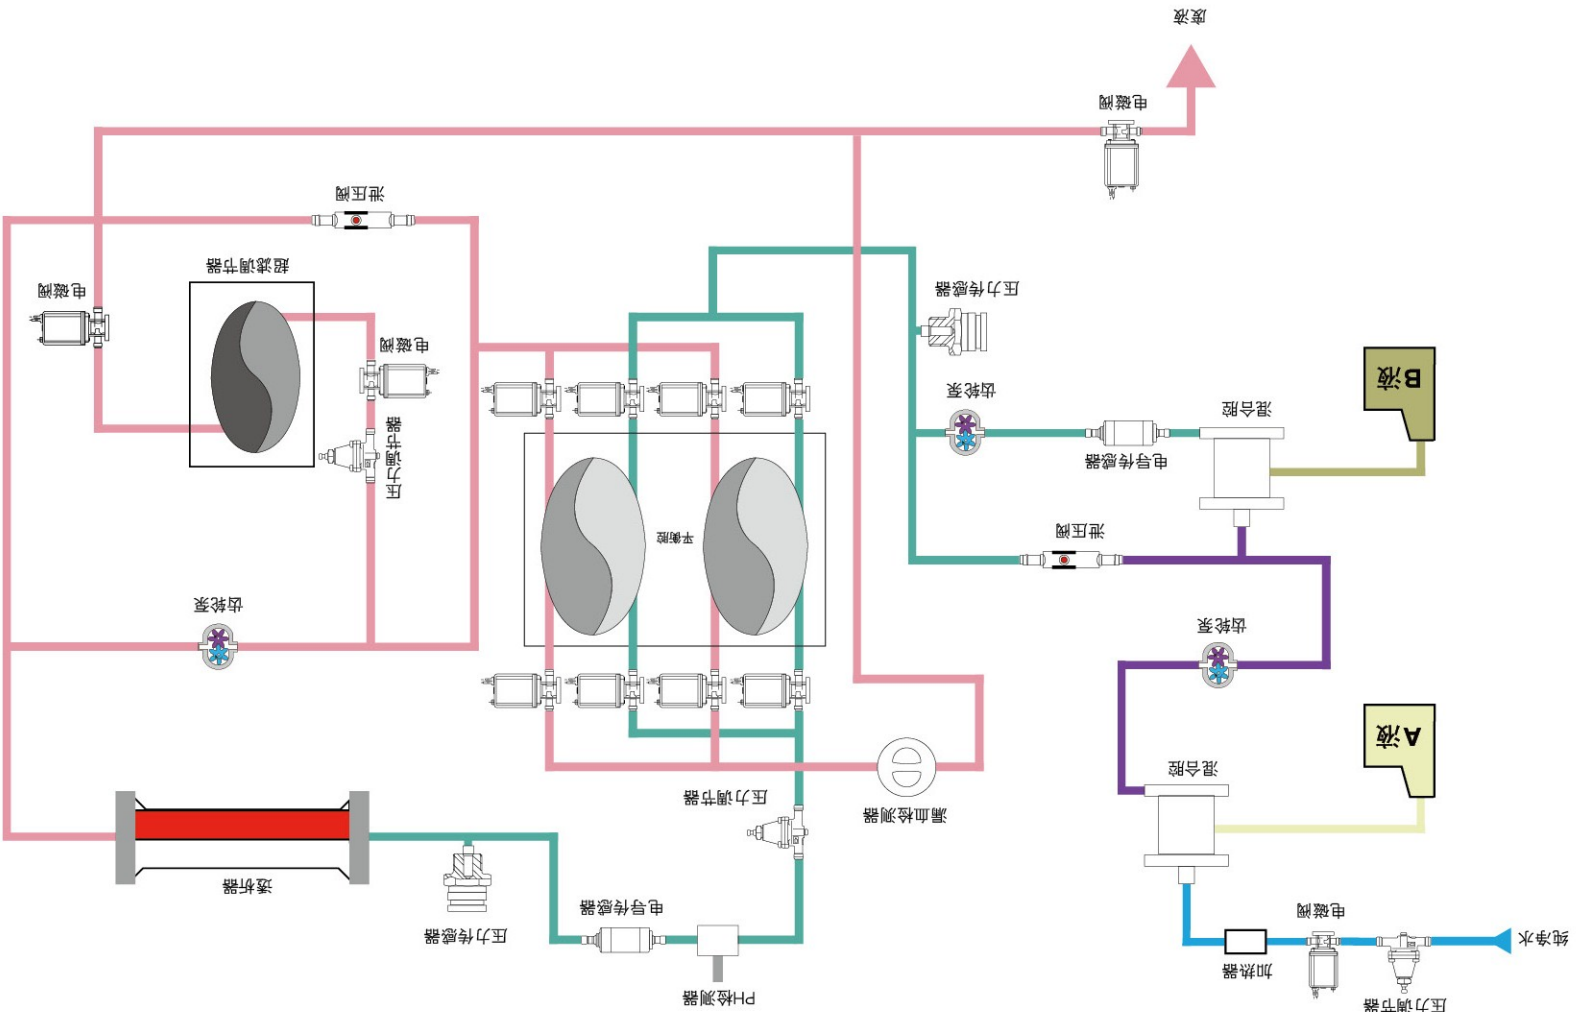 纯净水
压力调节器
电磁阀
加热器
PH检测器
电导传感器
压力传感器
透析器
A液
混合腔
漏血检测器
压力调节器
齿轮泵
齿轮泵
泄压阀
平衡腔
电导传感器
压力调节器
B液
混合腔
齿轮泵
电磁阀
压力传感器
电磁阀
超滤调节器
泄压阀
电磁阀
废液